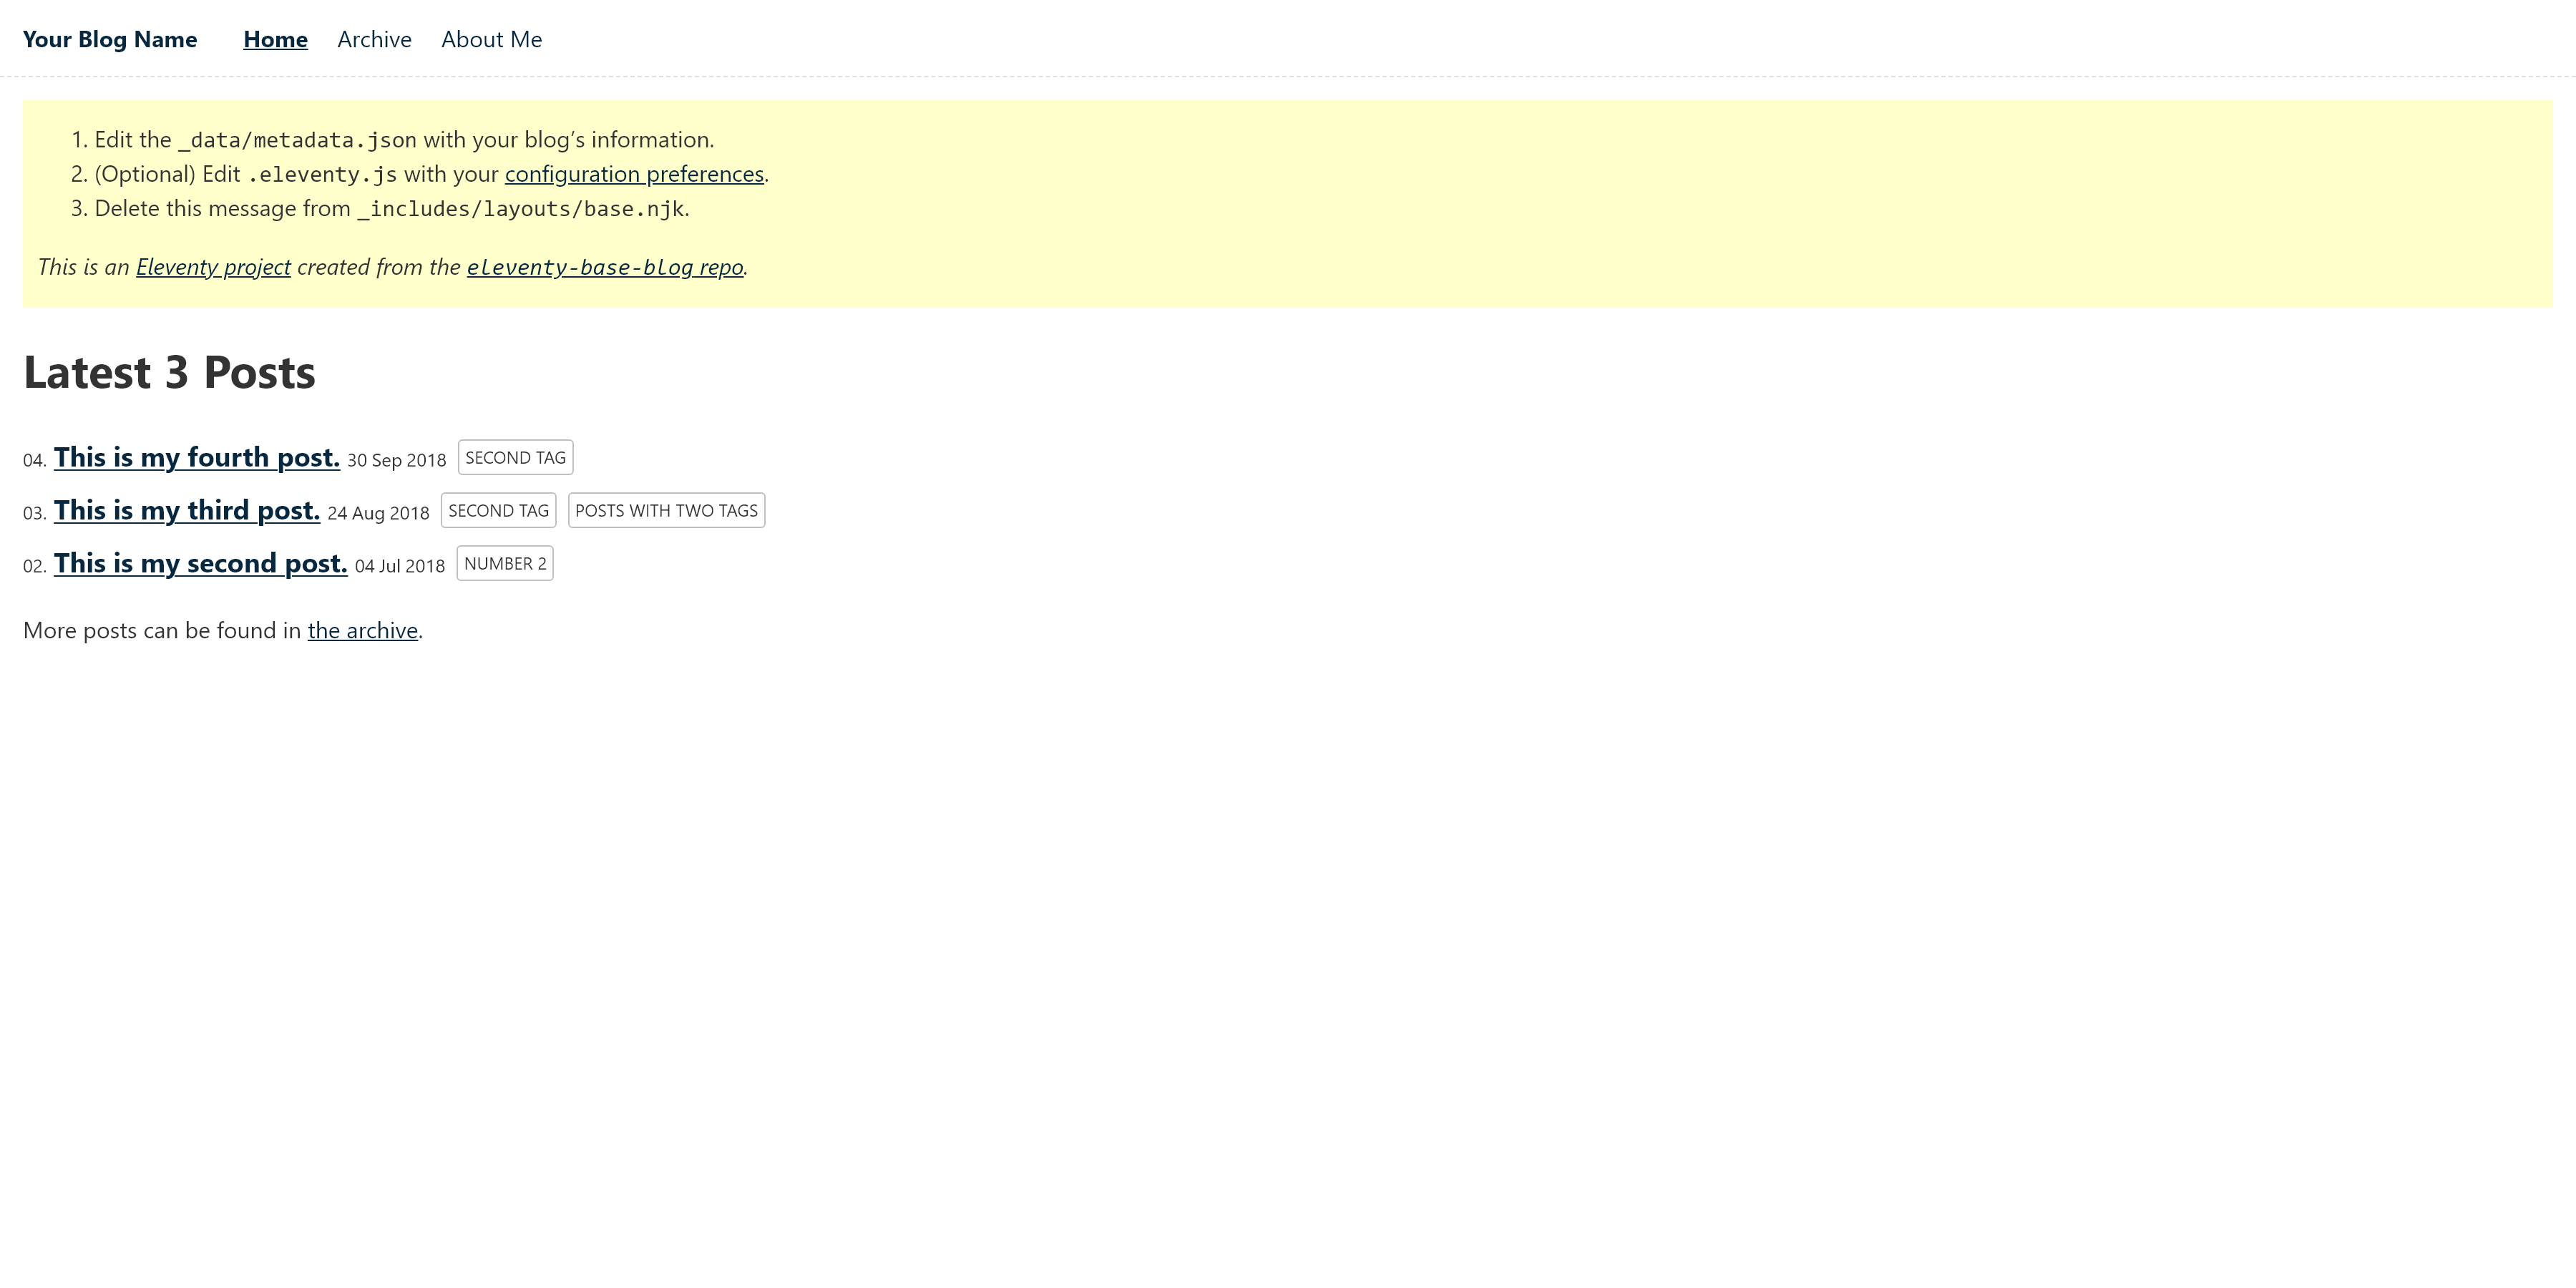 Your Blog Name Home Archive About Me
1. Edit the _data/metadata.json with your blog’s information.
2. (Optional) Edit .eleventy.js with your configuration preferences.
3. Delete this message from _includes/layouts/base.njk.
This is an Eleventy project created from the eleventy-base-blog repo.
Latest 3 Posts
04. This is my fourth post. 30 Sep 2018 SECOND TAG
03. This is my third post. 24 Aug 2018 SECOND TAG POSTS WITH TWO TAGS
02. This is my second post. 04 Jul 2018 NUMBER 2
More posts can be found in the archive.